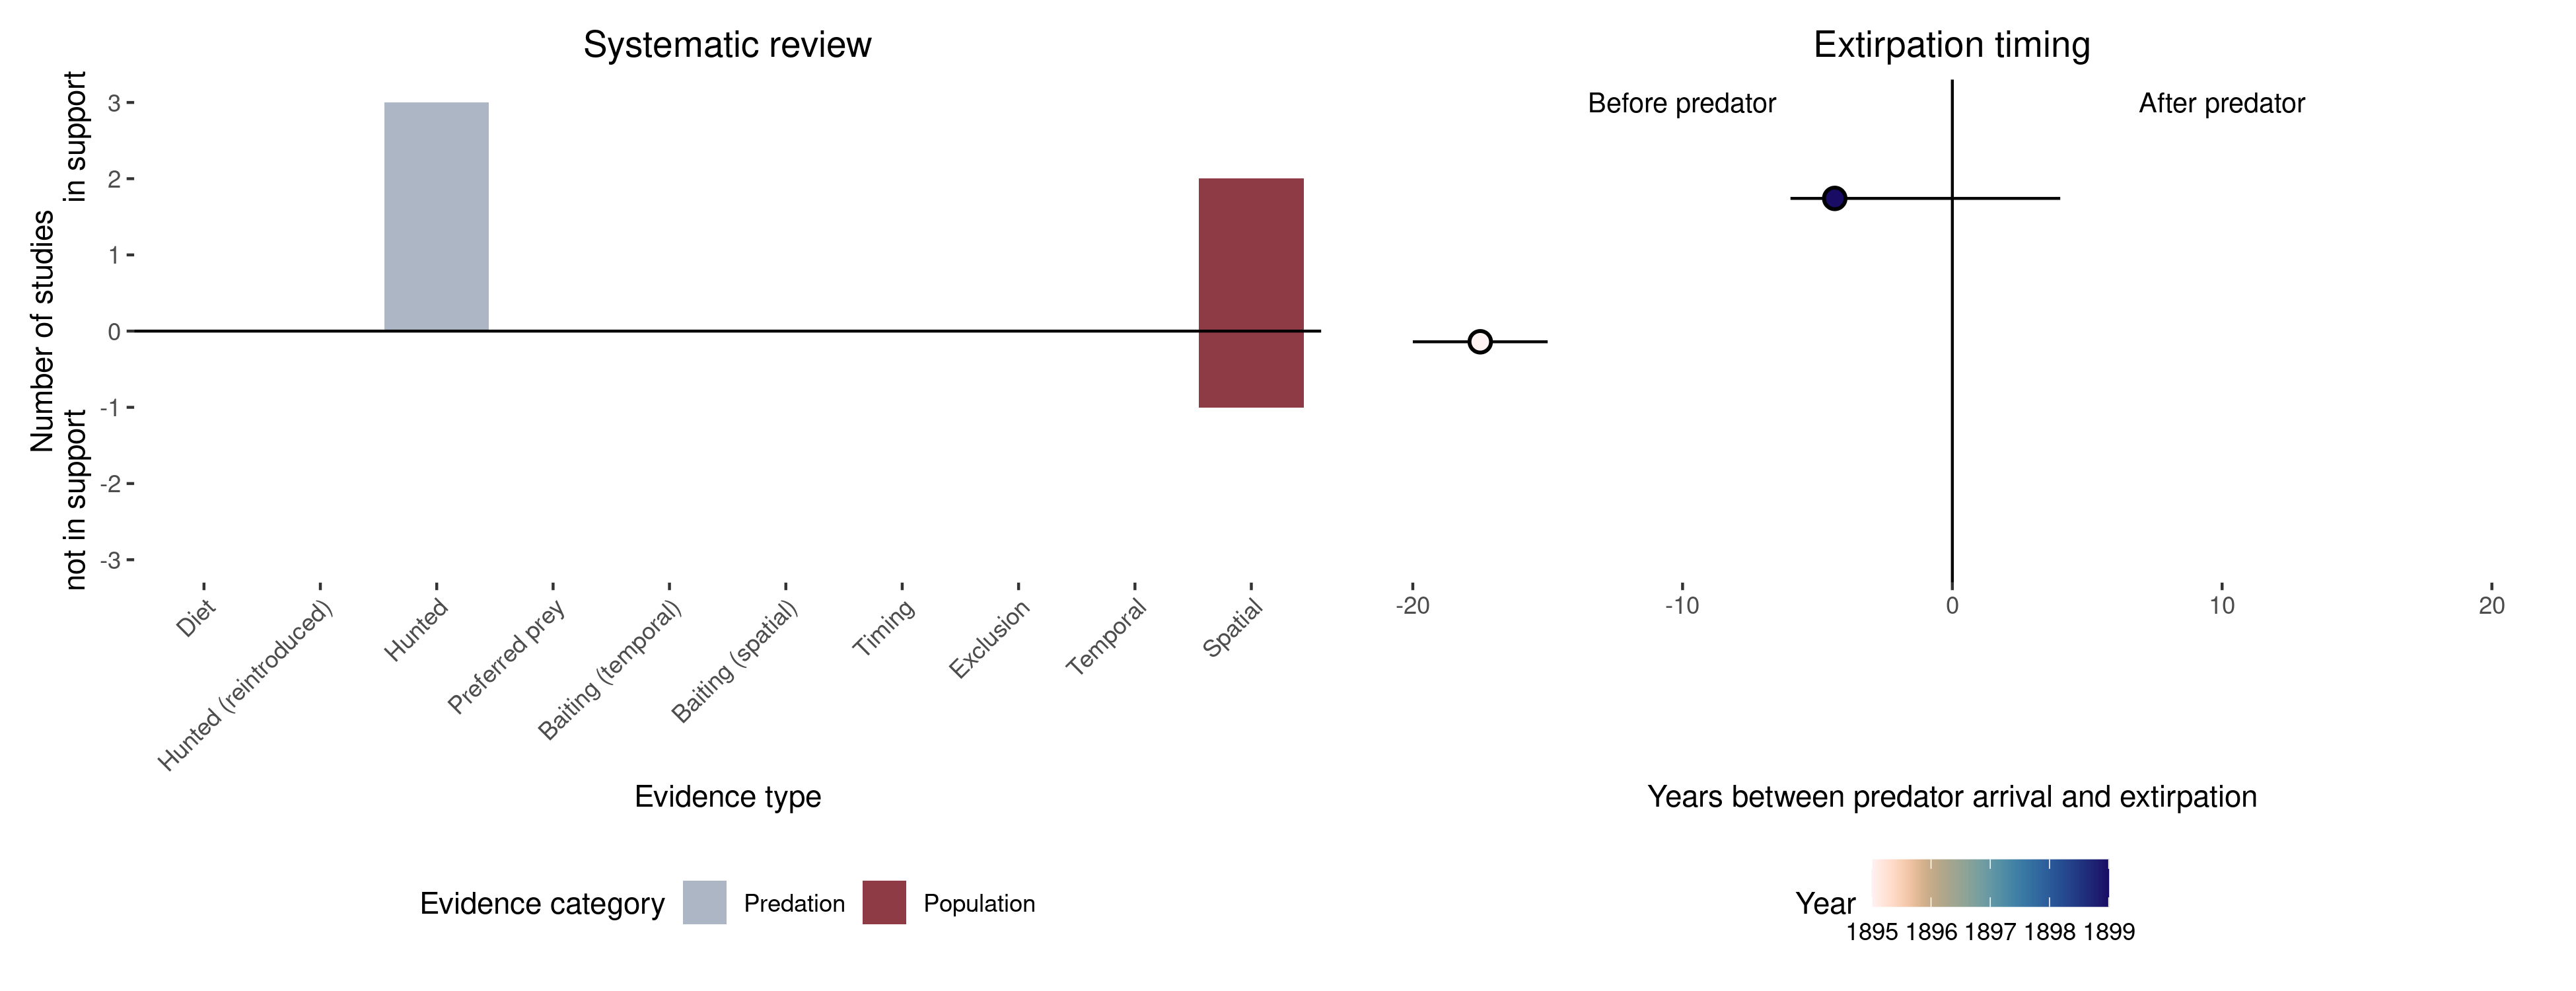 Systematic review
Number of studies
in support
not in support
3
2
1
0
-1
-2
-3
Diet
Hunted (reintroduced)
Hunted
Preferred prey
Baiting (temporal)
Baiting (spatial)
Timing
Exclusion
Temporal
Spatial
Evidence type
Evidence category
Predation
Population
Extirpation timing
Before predator
After predator
-20
-10
0
10
20
Years between predator arrival and extirpation
Year
1895 1896 1897 1898 1899